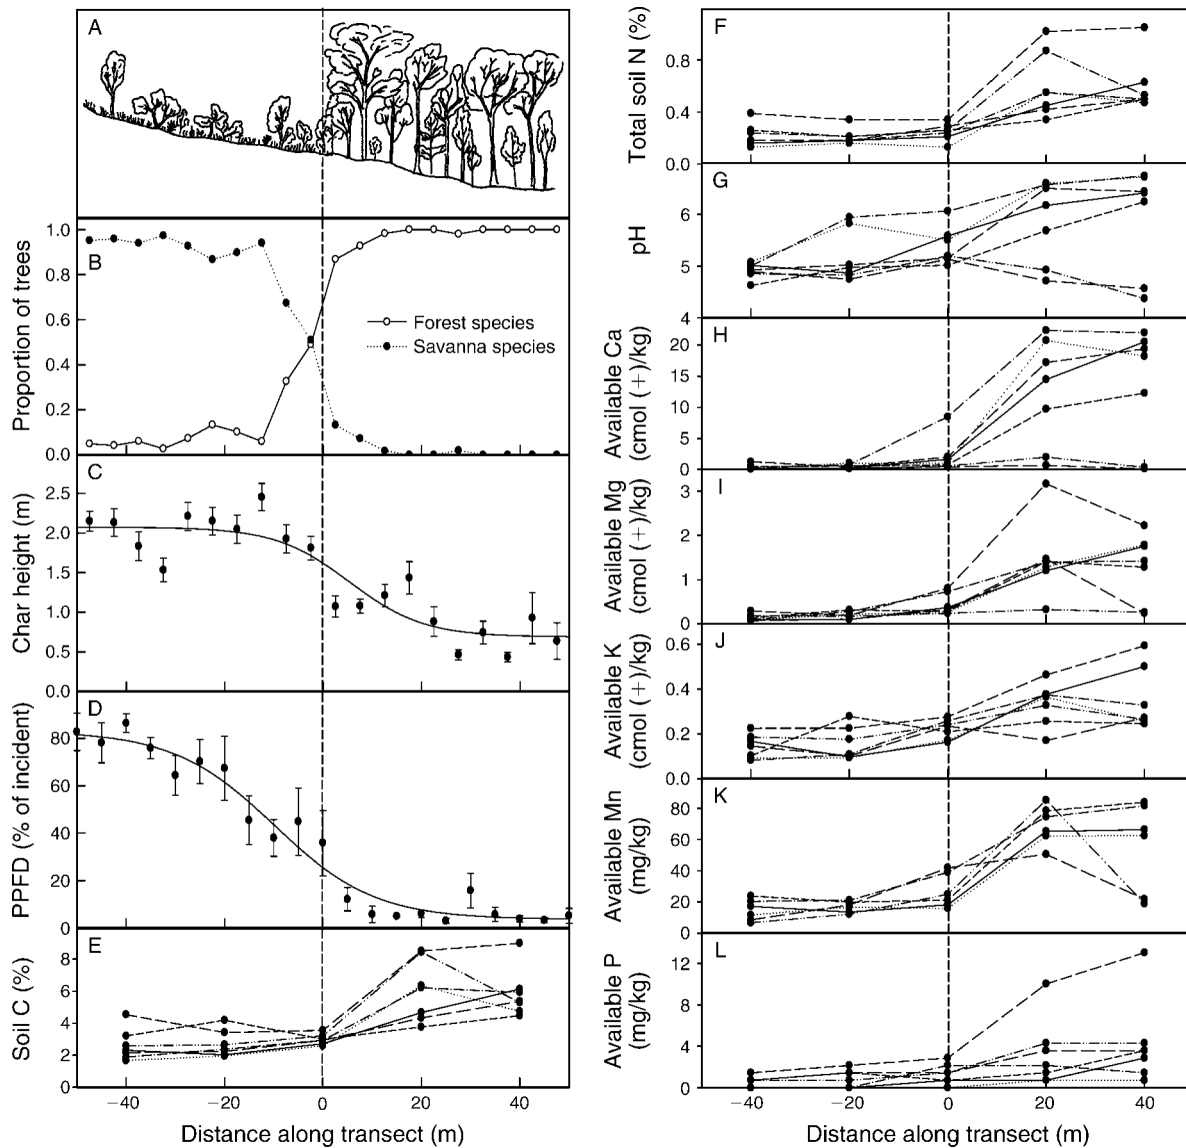 A
B
Proportion of trees
1.0
0.8
0.6
0.4
0.2
0.0
Forest species
Savanna species
C
Char height (m)
2.5
2.0
1.5
1.0
0.5
0.0
D
PPFD (% of incident)
80
60
40
20
0
E
Soil C (%)
8
6
4
2
0
−40 −20 0 20 40
Distance along transect (m)
F
Total soil N (%)
0.8
0.4
0.0
G
pH
6
5
4
H
Available Ca
(cmol (+)/kg)
20
15
10
5
0
I
Available Mg
(cmol (+)/kg)
3
2
1
0
J
Available K
(cmol (+)/kg)
0.6
0.4
0.2
0.0
K
Available Mn
(mg/kg)
80
60
40
20
0
L
Available P
(mg/kg)
12
8
4
0
−40 −20 0 20 40
Distance along transect (m)